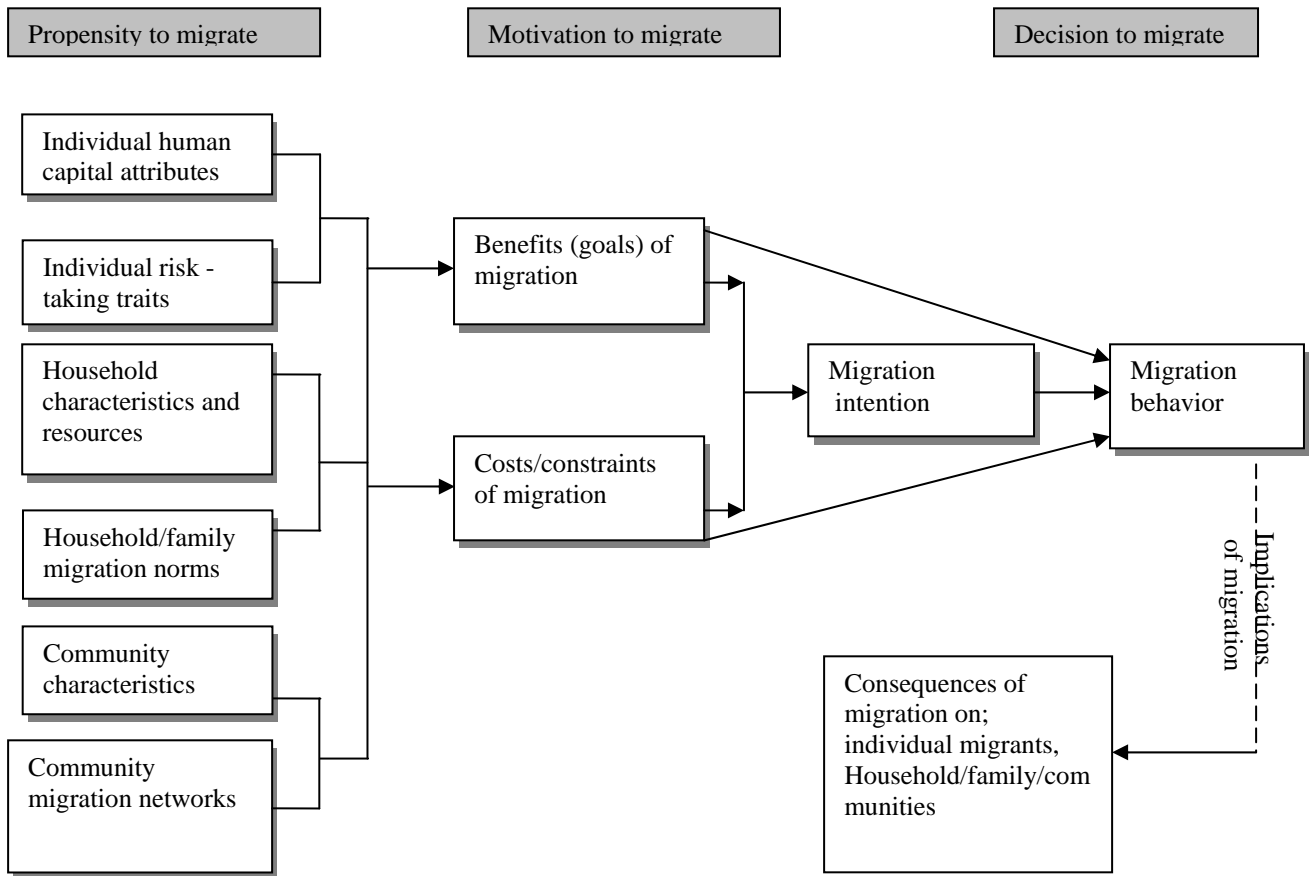 Propensity to migrate
Motivation to migrate
Decision to migrate
Individual human
capital attributes
Individual risk -
taking traits
Household
characteristics and
resources
Household/family
migration norms
Community
characteristics
Community
migration networks
Benefits (goals) of
migration
Costs/constraints
of migration
Migration
intention
Migration
behavior
Implications
of migration
Consequences of
migration on;
individual migrants,
Household/family/com
munities